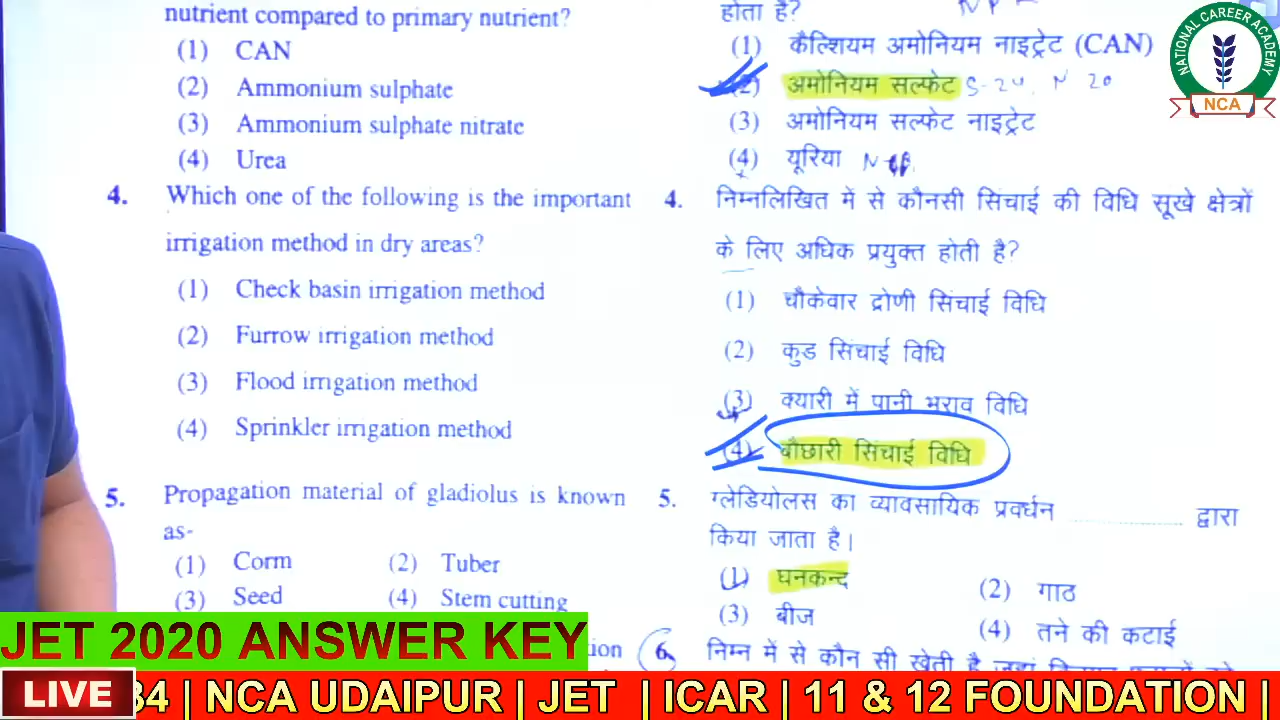 nutrient compared to primary nutrient?
(1) CAN
(2) Ammonium sulphate
(3) Ammonium sulphate nitrate
(4) Urea
4. Which one of the following is the important
irrigation method in dry areas?
(1) Check basin irrigation method
(2) Furrow irrigation method
(3) Flood irrigation method
(4) Sprinkler irrigation method
5. Propagation material of gladiolus is known
as-
(1) Corm (2) Tuber
(3) Seed (4) Stem cutting
होता है?
(1) कैल्शियम अमोनियम नाइट्रेट (CAN)
(2) अमोनियम सल्फेट S-24, N 20
(3) अमोनियम सल्फेट नाइट्रेट
(4) यूरिया
4. निम्नलिखित में से कौनसी सिंचाई की विधि सूखे क्षेत्रों
के लिए अधिक प्रयुक्त होती है?
(1) चौकेवार द्रोणी सिंचाई विधि
(2) कुड सिंचाई विधि
(3) क्यारी में पानी भराव विधि
(4) बौछारी सिंचाई विधि
5. ग्लेडियोलस का व्यावसायिक प्रवर्धन .................... द्वारा
किया जाता है।
(1) घनकन्द (2) गाठ
(3) बीज (4) तने की कटाई
6. निम्न में से कौन सी खेती है जहां
NATIONAL CAREER ACADEMY
NCA
JET 2020 ANSWER KEY
LIVE 34 | NCA UDAIPUR | JET | ICAR | 11 & 12 FOUNDATION |